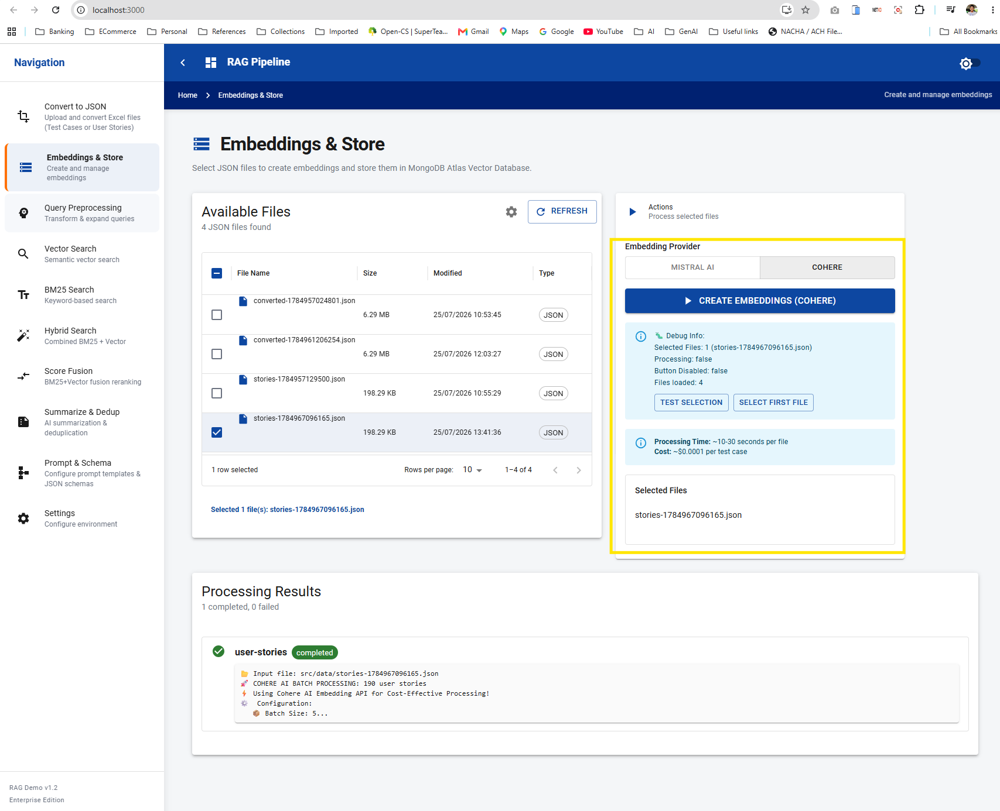 localhost:3000
Banking
ECommerce
Personal
References
Collections
Imported
Open-CS | SuperTea...
Gmail
Maps
Google
YouTube
AI
GenAI
Useful links
NACHA / ACH File...
All Bookmarks
Navigation
RAG Pipeline
Home
Embeddings & Store
Create and manage embeddings
Convert to JSON
Upload and convert Excel files
(Test Cases or User Stories)
Embeddings & Store
Create and manage
embeddings
Query Preprocessing
Transform & expand queries
Vector Search
Semantic vector search
BM25 Search
Keyword-based search
Hybrid Search
Combined BM25 + Vector
Score Fusion
BM25+Vector fusion reranking
Summarize & Dedup
AI summarization &
deduplication
Prompt & Schema
Configure prompt templates &
JSON schemas
Settings
Configure environment
RAG Demo v1.2
Enterprise Edition
Embeddings & Store
Select JSON files to create embeddings and store them in MongoDB Atlas Vector Database.
Available Files
4 JSON files found
REFRESH
File Name Size Modified Type
converted-1784957024801.json 6.29 MB 25/07/2026 10:53:45 JSON
converted-1784961206254.json 6.29 MB 25/07/2026 12:03:27 JSON
stories-1784957129500.json 198.29 KB 25/07/2026 10:55:29 JSON
stories-1784967096165.json 198.29 KB 25/07/2026 13:41:36 JSON
1 row selected Rows per page: 10 1–4 of 4
Selected 1 file(s): stories-1784967096165.json
Actions
Process selected files
Embedding Provider
MISTRAL AI COHERE
CREATE EMBEDDINGS (COHERE)
Debug Info:
Selected Files: 1 (stories-1784967096165.json)
Processing: false
Button Disabled: false
Files loaded: 4
TEST SELECTION SELECT FIRST FILE
Processing Time: ~10-30 seconds per file
Cost: ~$0.0001 per test case
Selected Files
stories-1784967096165.json
Processing Results
1 completed, 0 failed
user-stories completed
Input file: src/data/stories-1784967096165.json
COHERE AI BATCH PROCESSING: 190 user stories
Using Cohere AI Embedding API for Cost-Effective Processing!
Configuration:
Batch Size: 5...